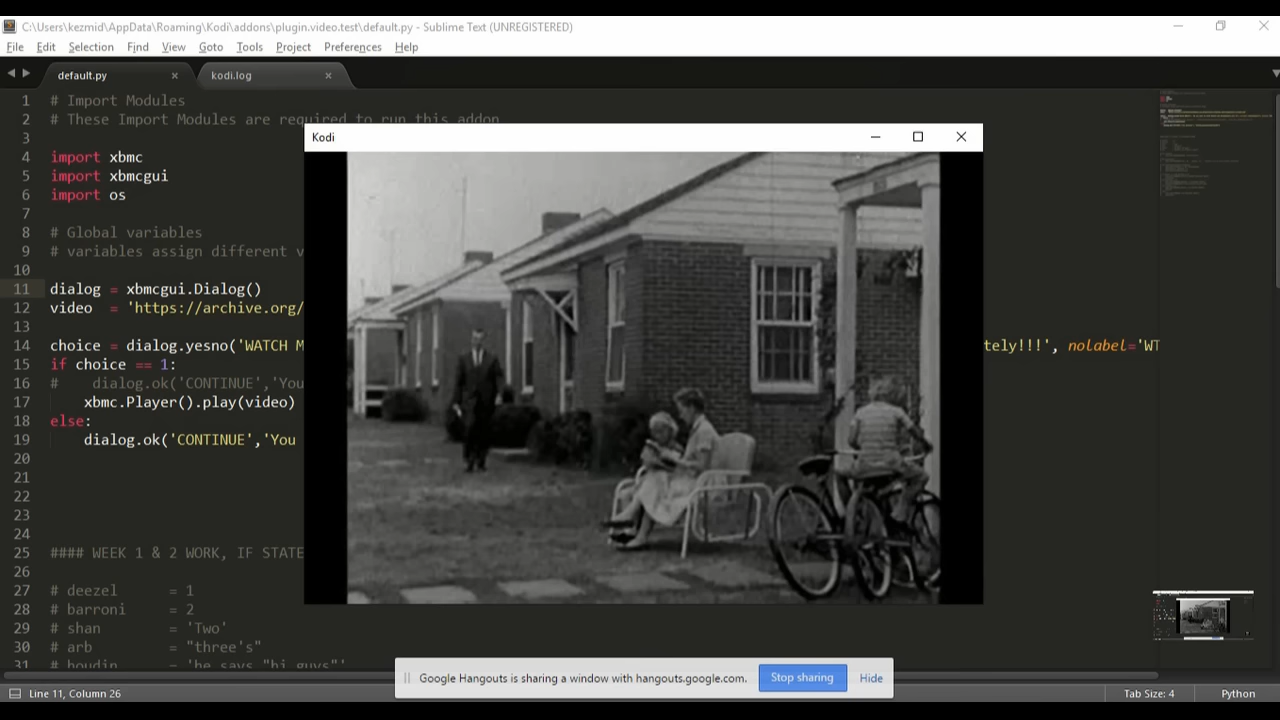 C:\Users\kezmid\AppData\Roaming\Kodi\addons\plugin.video.test\default.py - Sublime Text (UNREGISTERED)
File Edit Selection Find View Goto Tools Project Preferences Help
default.py × kodi.log ×
1 # Import Modules
2 # These Import Modules are required to run this addon
3
4 import xbmc
5 import xbmcgui
6 import os
7
8 # Global variables
9 # variables assign different v
10
11 dialog = xbmcgui.Dialog()
12 video  = 'https://archive.org/
13
14 choice = dialog.yesno('WATCH M tely!!!', nolabel='WT
15 if choice == 1:
16 #    dialog.ok('CONTINUE','You
17     xbmc.Player().play(video)
18 else:
19     dialog.ok('CONTINUE','You
20
21
22
23
24
25 #### WEEK 1 & 2 WORK, IF STATE
26
27 # deezel      = 1
28 # barroni     = 2
29 # shan        = 'Two'
30 # arb         = "three's"
31 # houdin      = 'he says "hi guys"'
Kodi
Google Hangouts is sharing a window with hangouts.google.com. Stop sharing Hide
Line 11, Column 26 Tab Size: 4 Python